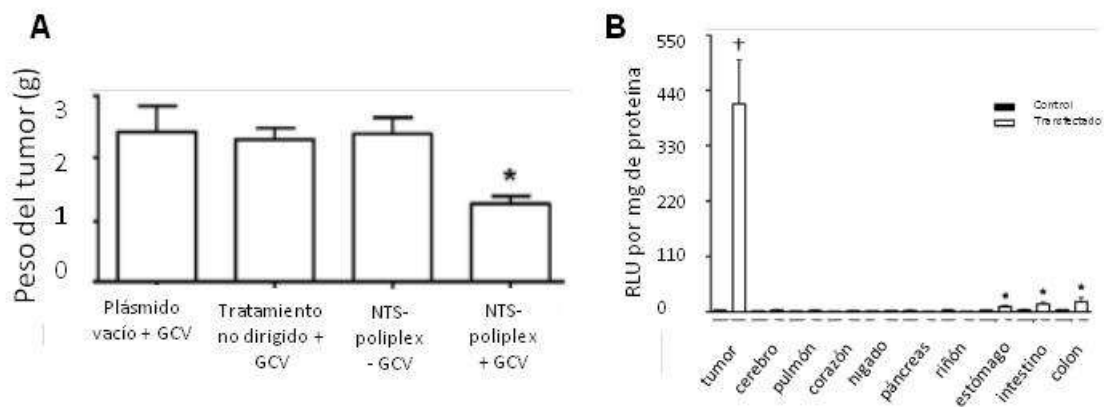 A
Peso del tumor (g)
3
2
1
0
*
Plásmido
vacío + GCV
Tratamiento
no dirigido +
GCV
NTS-
poliplex
- GCV
NTS-
poliplex
+ GCV
B
RLU por mg de proteína
550
440
330
220
110
0
†
Control
Transfectado
*
*
*
tumor
cerebro
pulmón
corazón
hígado
páncreas
riñón
estómago
intestino
colon